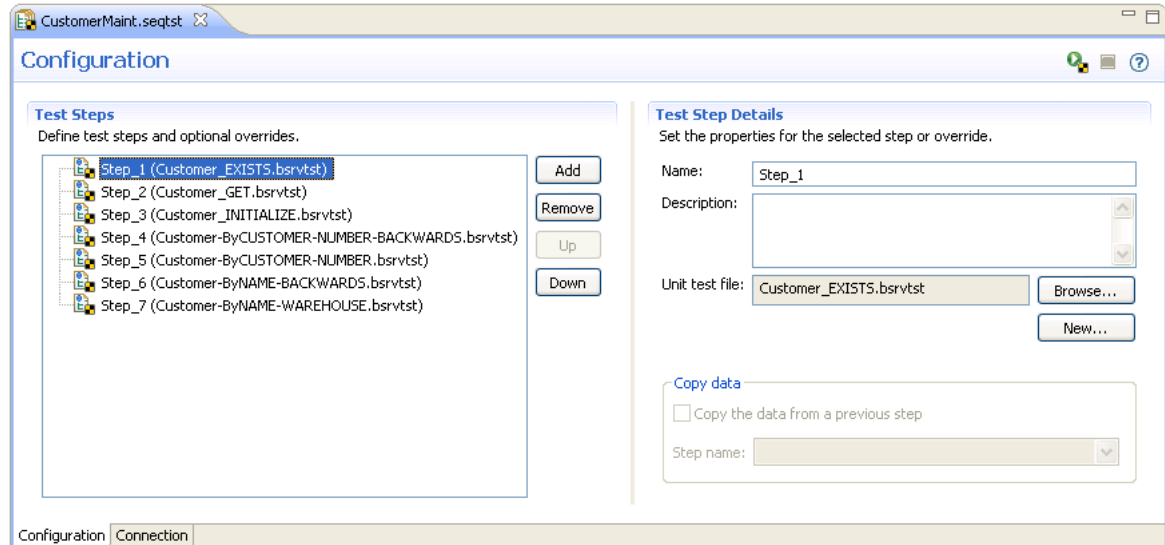 CustomerMaint.seqtst
Configuration
Test Steps
Define test steps and optional overrides.
Step_1 (Customer_EXISTS.bsrvtst)
Step_2 (Customer_GET.bsrvtst)
Step_3 (Customer_INITIALIZE.bsrvtst)
Step_4 (Customer-ByCUSTOMER-NUMBER-BACKWARDS.bsrvtst)
Step_5 (Customer-ByCUSTOMER-NUMBER.bsrvtst)
Step_6 (Customer-ByNAME-BACKWARDS.bsrvtst)
Step_7 (Customer-ByNAME-WAREHOUSE.bsrvtst)
Add
Remove
Up
Down
Test Step Details
Set the properties for the selected step or override.
Name: Step_1
Description:
Unit test file: Customer_EXISTS.bsrvtst Browse...
New...
Copy data
Copy the data from a previous step
Step name:
Configuration Connection